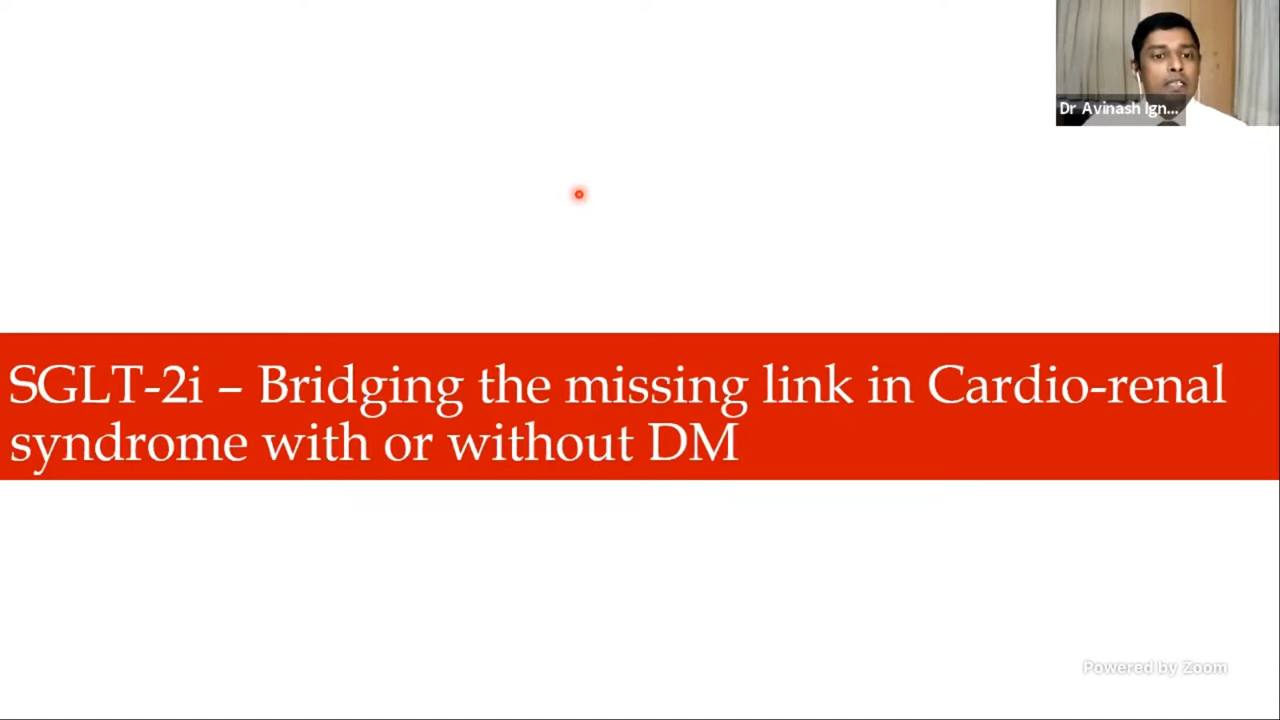 Dr Avinash Ign...
SGLT-2i – Bridging the missing link in Cardio-renal
syndrome with or without DM
Powered by Zoom